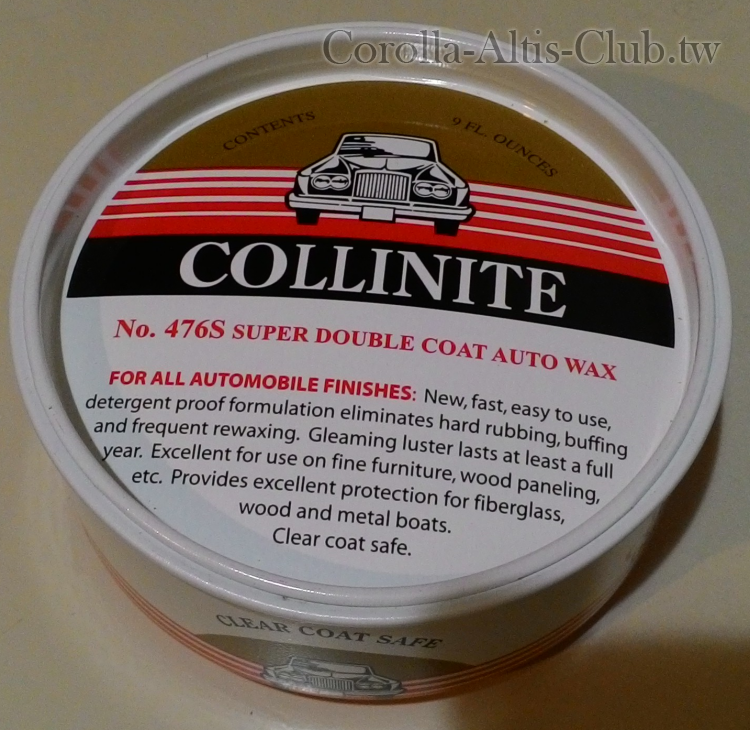 Corolla-Altis-Club.tw
CONTENTS 9 FL. OUNCES
COLLINITE
No. 476S SUPER DOUBLE COAT AUTO WAX
FOR ALL AUTOMOBILE FINISHES: New, fast, easy to use,
detergent proof formulation eliminates hard rubbing, buffing
and frequent rewaxing. Gleaming luster lasts at least a full
year. Excellent for use on fine furniture, wood paneling,
etc. Provides excellent protection for fiberglass,
wood and metal boats.
Clear coat safe.
CLEAR COAT SAFE